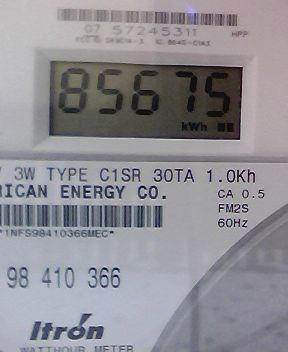 07 57245311 HPP
85675
kWh
3W TYPE C1SR 30TA 1.0Kh
RICAN ENERGY CO.
CA 0.5
FM2S
60Hz
*1NFS98410366MEC*
98 410 366
Itron
WATTHOUR METER